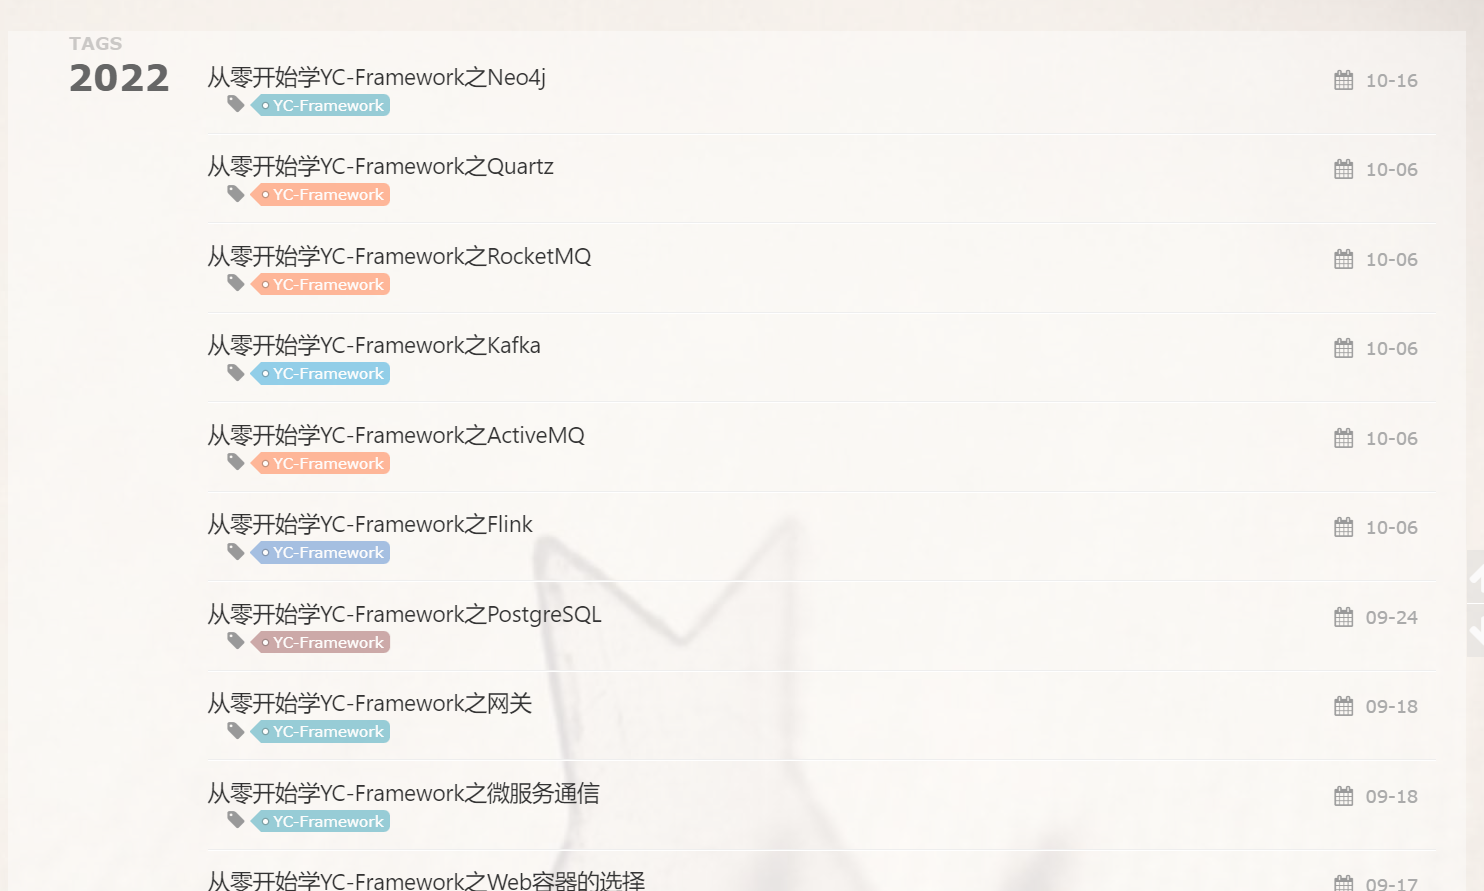 TAGS
2022
从零开始学YC-Framework之Neo4j
10-16
YC-Framework
从零开始学YC-Framework之Quartz
10-06
YC-Framework
从零开始学YC-Framework之RocketMQ
10-06
YC-Framework
从零开始学YC-Framework之Kafka
10-06
YC-Framework
从零开始学YC-Framework之ActiveMQ
10-06
YC-Framework
从零开始学YC-Framework之Flink
10-06
YC-Framework
从零开始学YC-Framework之PostgreSQL
09-24
YC-Framework
从零开始学YC-Framework之网关
09-18
YC-Framework
从零开始学YC-Framework之微服务通信
09-18
YC-Framework
从零开始学YC-Framework之Web容器的选择
09-17